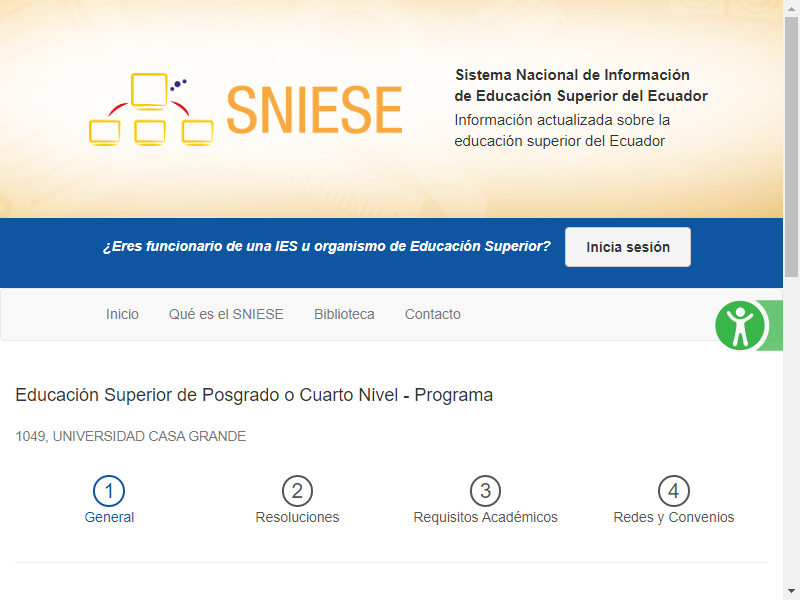 SNIESE
Sistema Nacional de Información
de Educación Superior del Ecuador
Información actualizada sobre la
educación superior del Ecuador
¿Eres funcionario de una IES u organismo de Educación Superior?
Inicia sesión
Inicio
Qué es el SNIESE
Biblioteca
Contacto
Educación Superior de Posgrado o Cuarto Nivel - Programa
1049, UNIVERSIDAD CASA GRANDE
1
General
2
Resoluciones
3
Requisitos Académicos
4
Redes y Convenios